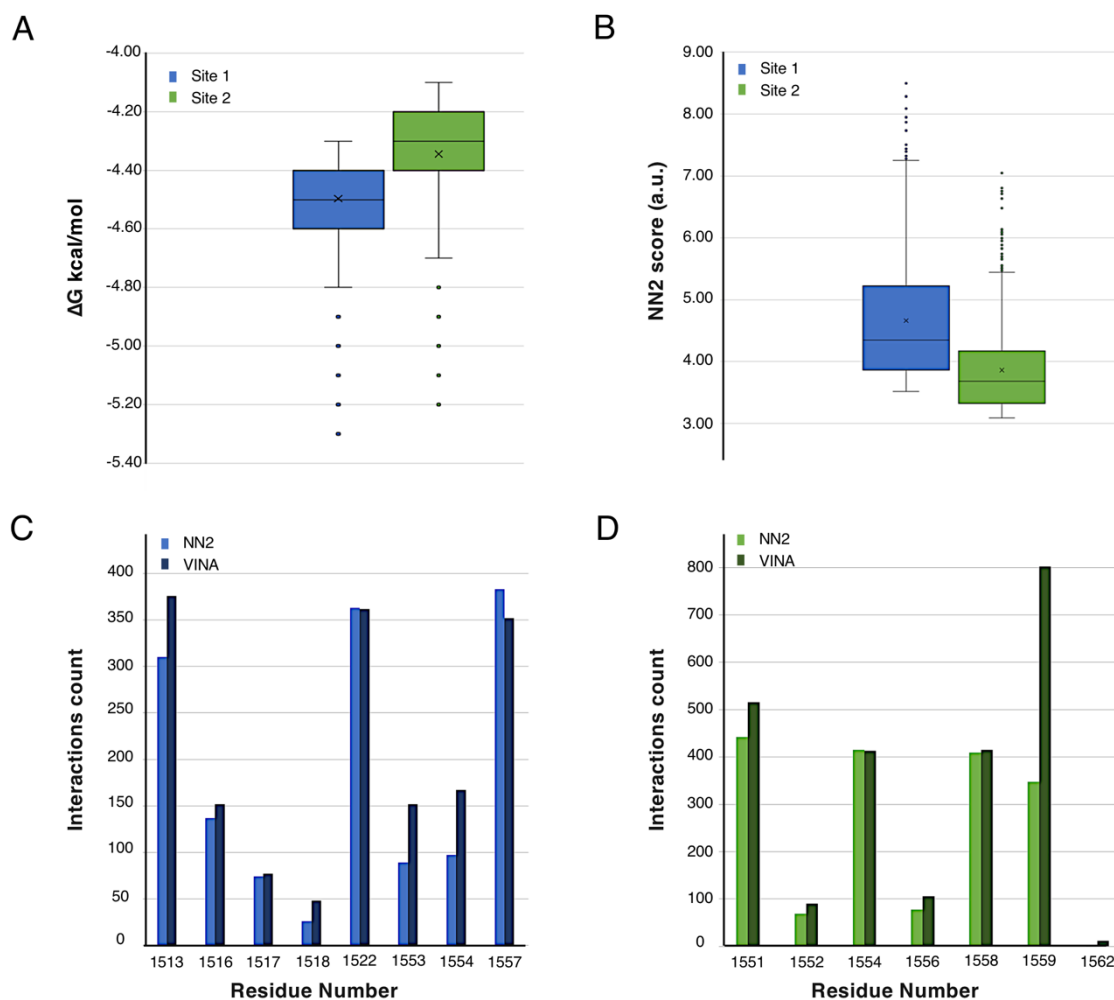 A
-4.00
-4.20
-4.40
-4.60
-4.80
-5.00
-5.20
-5.40
ΔG kcal/mol
Site 1
Site 2
B
9.00
8.00
7.00
6.00
5.00
4.00
3.00
NN2 score (a.u.)
Site 1
Site 2
C
NN2
VINA
400
350
300
250
200
150
100
50
0
Interactions count
1513 1516 1517 1518 1522 1553 1554 1557
Residue Number
D
NN2
VINA
800
700
600
500
400
300
200
100
0
Interactions count
1551 1552 1554 1556 1558 1559 1562
Residue Number